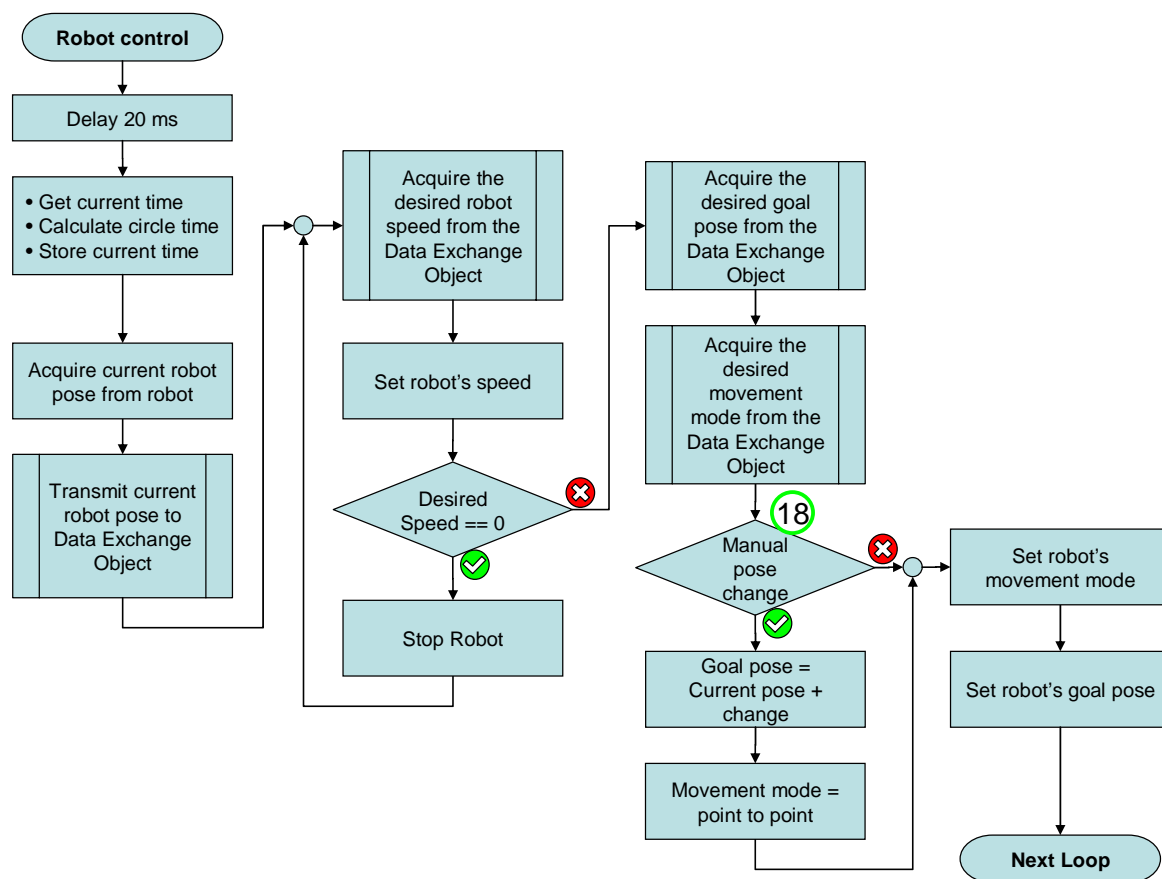 Robot control
Delay 20 ms
• Get current time
• Calculate circle time
• Store current time
Acquire current robot
pose from robot
Transmit current
robot pose to
Data Exchange
Object
Acquire the
desired robot
speed from the
Data Exchange
Object
Set robot's speed
Desired
Speed == 0
Stop Robot
Acquire the
desired goal
pose from the
Data Exchange
Object
Acquire the
desired
movement
mode from the
Data Exchange
Object
18
Manual
pose
change
Goal pose =
Current pose +
change
Movement mode =
point to point
Set robot's
movement mode
Set robot's goal pose
Next Loop